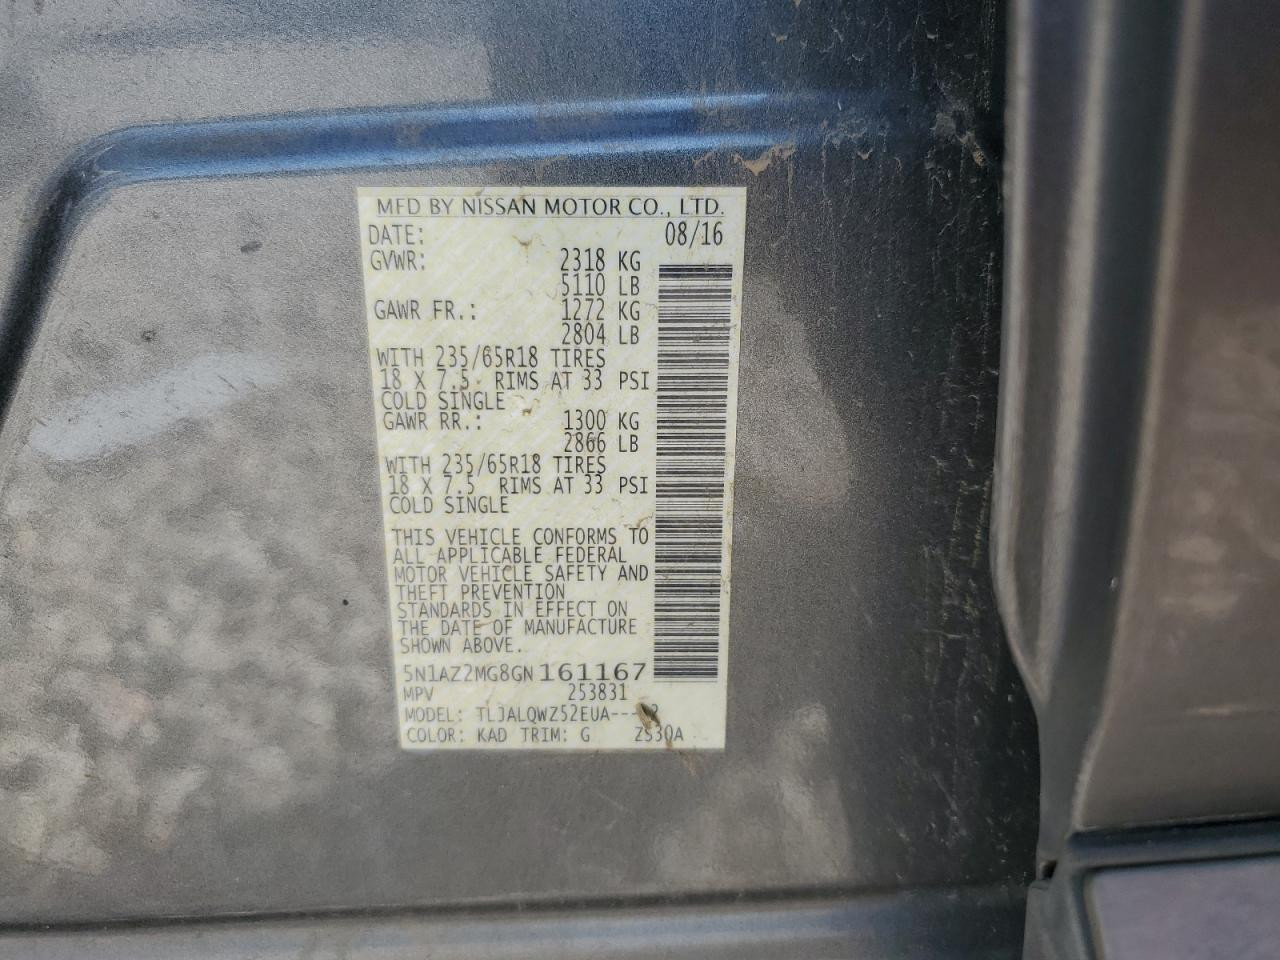 MFD BY NISSAN MOTOR CO., LTD.
DATE: 08/16
GVWR: 2318 KG
5110 LB
GAWR FR.: 1272 KG
2804 LB
WITH 235/65R18 TIRES
18 X 7.5 RIMS AT 33 PSI
COLD SINGLE
GAWR RR.: 1300 KG
2866 LB
WITH 235/65R18 TIRES
18 X 7.5 RIMS AT 33 PSI
COLD SINGLE
THIS VEHICLE CONFORMS TO
ALL APPLICABLE FEDERAL
MOTOR VEHICLE SAFETY AND
THEFT PREVENTION
STANDARDS IN EFFECT ON
THE DATE OF MANUFACTURE
SHOWN ABOVE.
5N1AZ2MG8GN161167
MPV 253831
MODEL: TLJALQWZ52EUA---
COLOR: KAD TRIM: G ZS30A